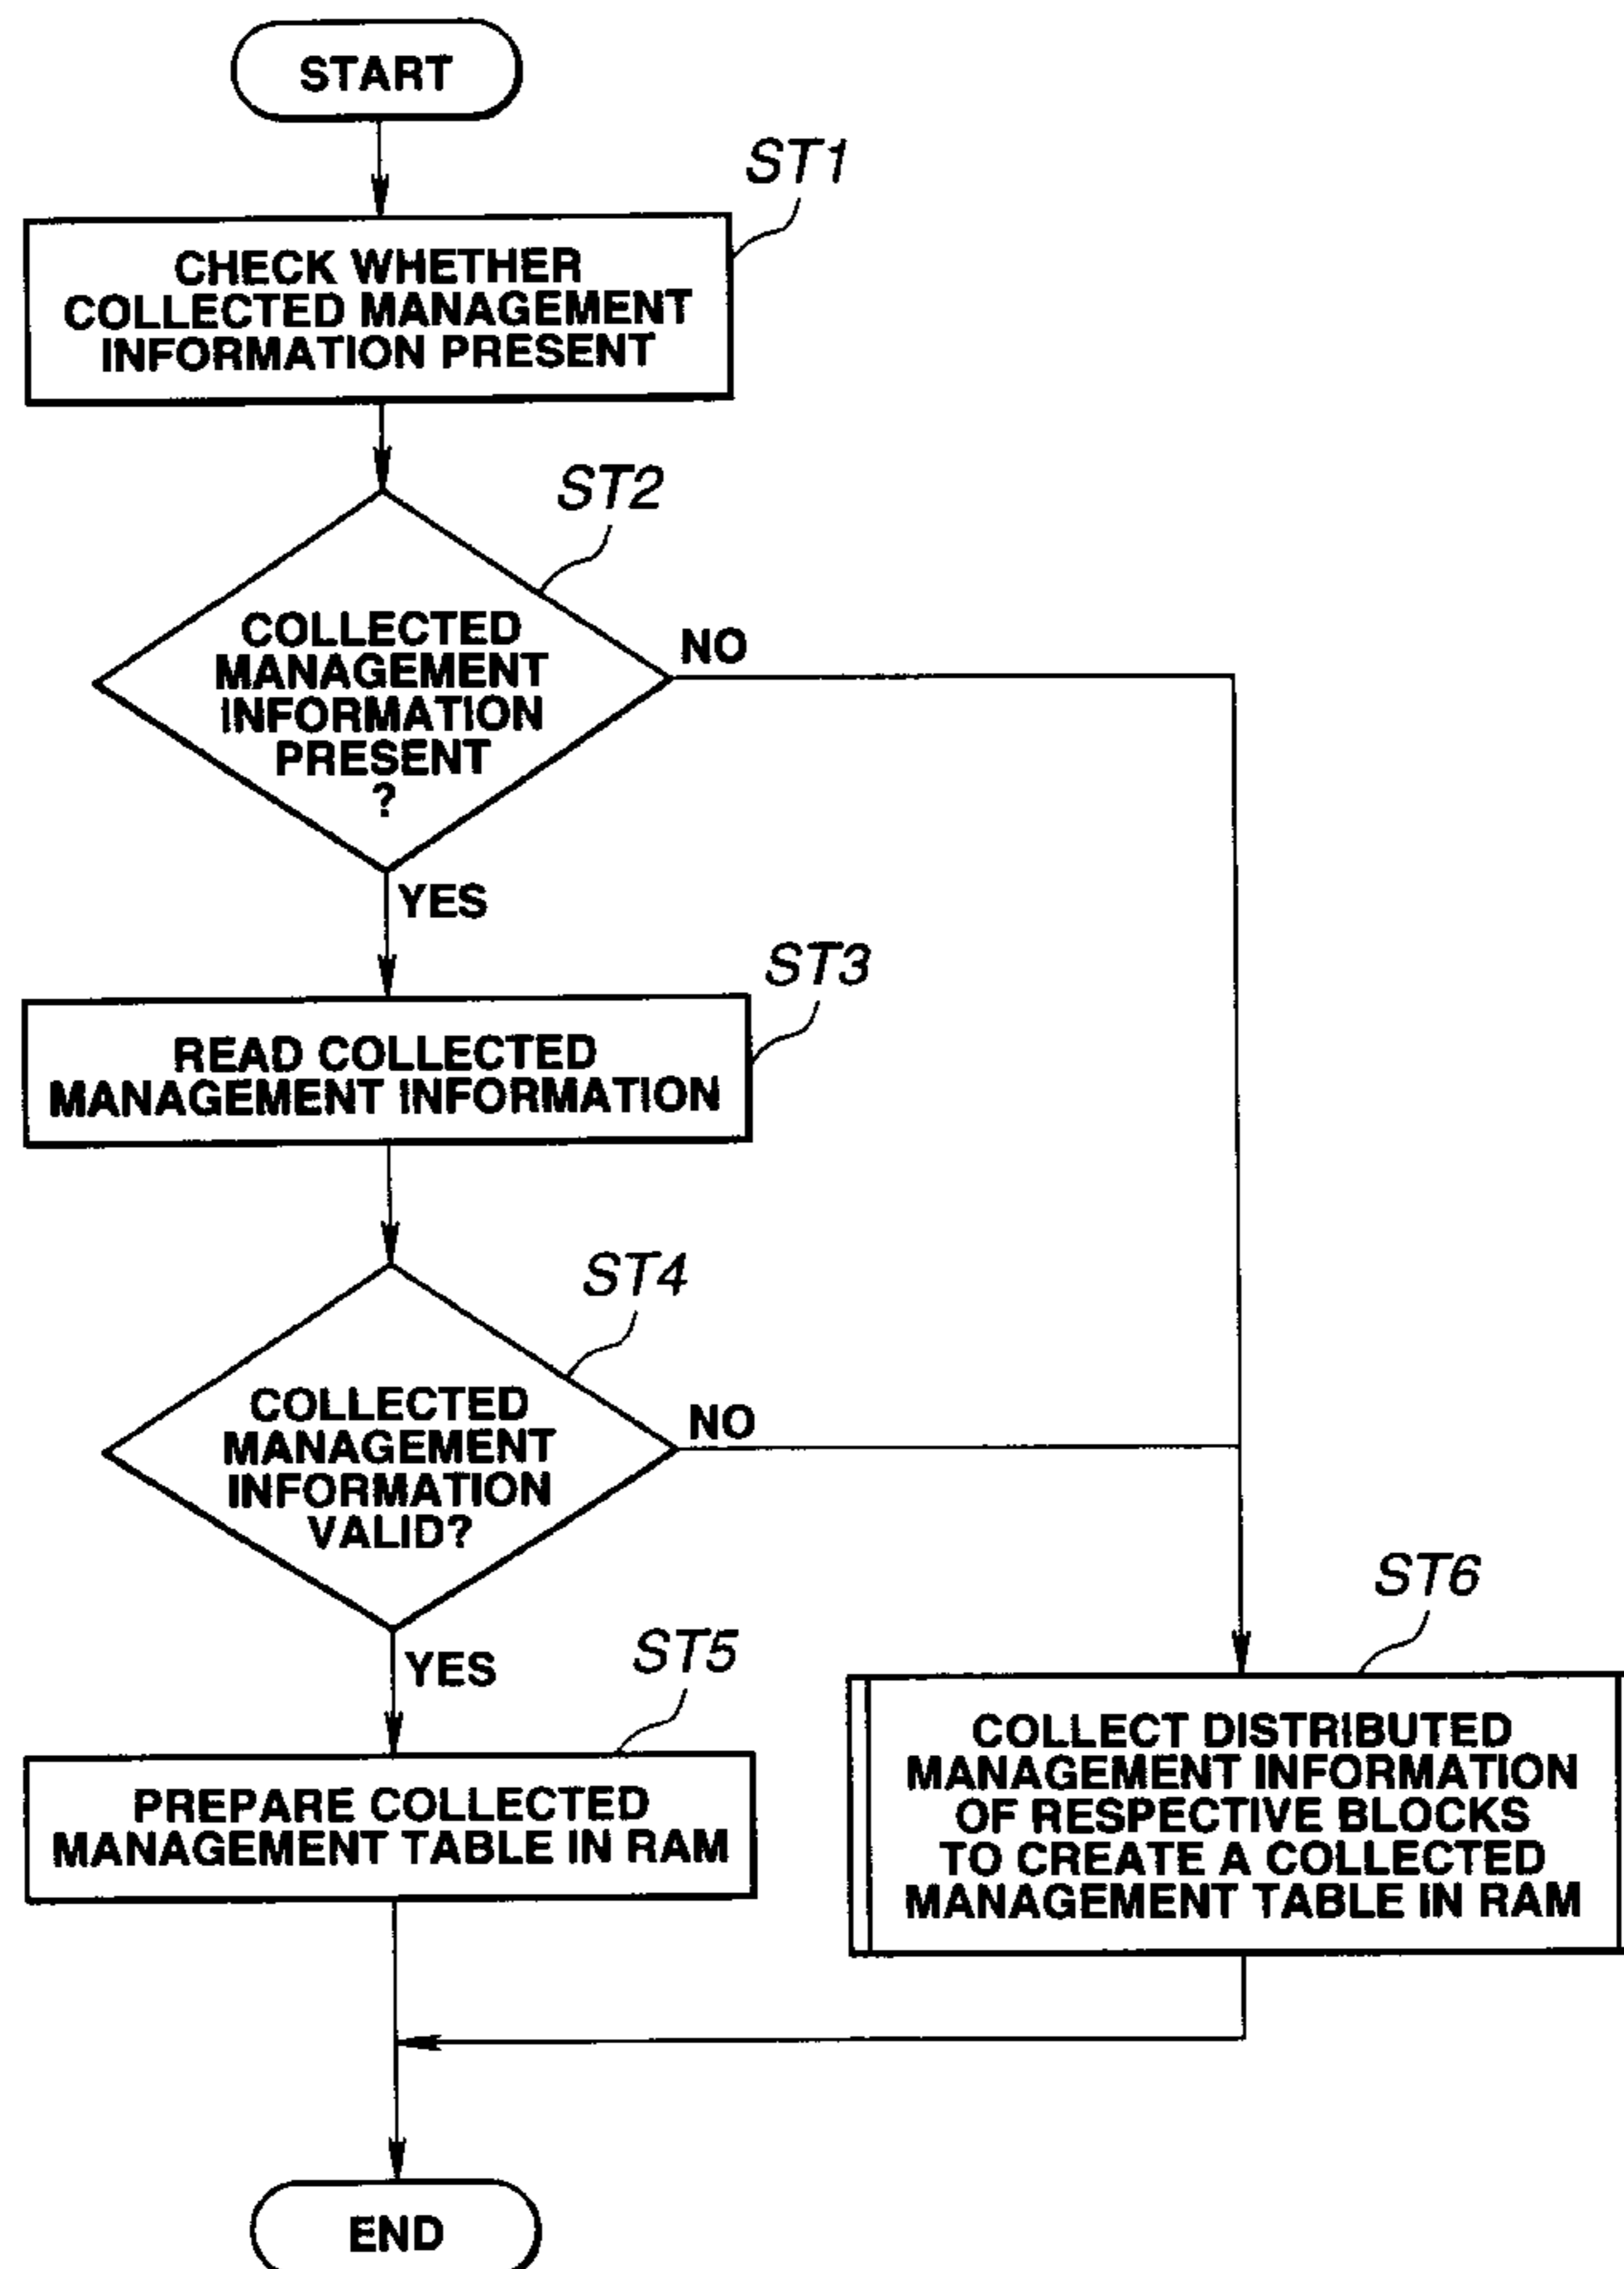 START
ST1
CHECK WHETHER
COLLECTED MANAGEMENT
INFORMATION PRESENT
ST2
COLLECTED
MANAGEMENT
INFORMATION
PRESENT
?
NO
YES
ST3
READ COLLECTED
MANAGEMENT INFORMATION
ST4
COLLECTED
MANAGEMENT
INFORMATION
VALID?
NO
YES
ST5
PREPARE COLLECTED
MANAGEMENT TABLE IN RAM
ST6
COLLECT DISTRIBUTED
MANAGEMENT INFORMATION
OF RESPECTIVE BLOCKS
TO CREATE A COLLECTED
MANAGEMENT TABLE IN RAM
END